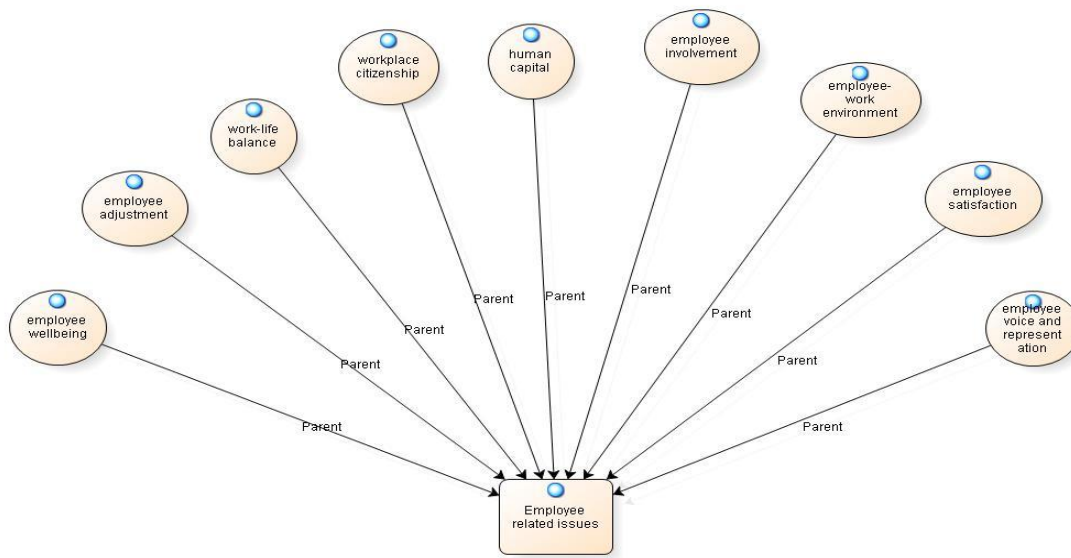 employee
wellbeing
employee
adjustment
work-life
balance
workplace
citizenship
human
capital
employee
involvement
employee-
work
environment
employee
satisfaction
employee
voice and
represent
ation
Parent
Parent
Parent
Parent
Parent
Parent
Parent
Parent
Parent
Employee
related issues